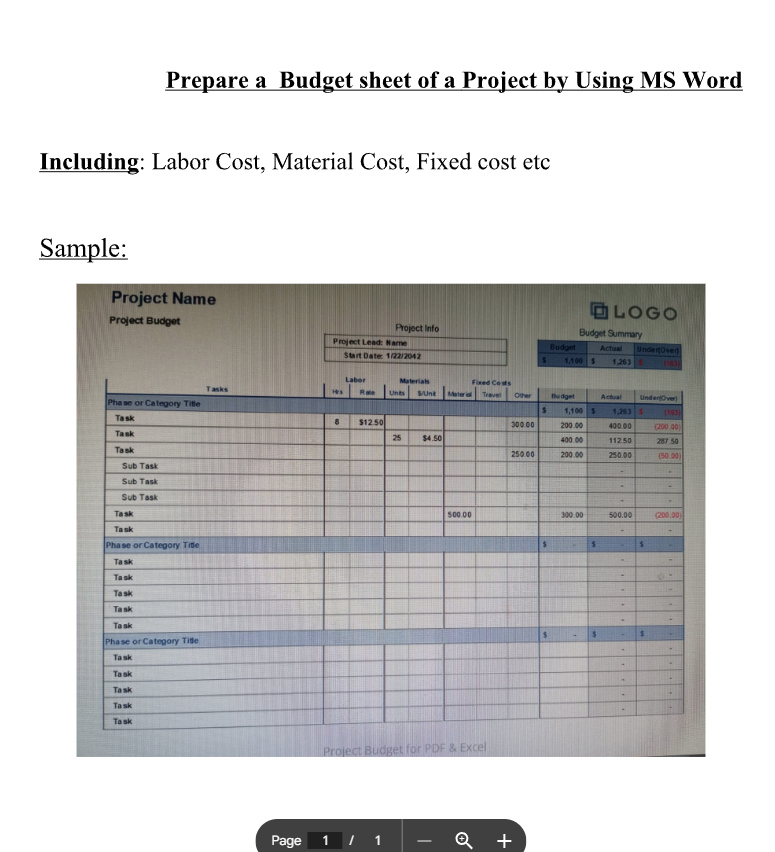 Prepare a Budget sheet of a Project by Using MS Word
Including: Labor Cost, Material Cost, Fixed cost etc
Sample:
Project Name
LOGO
Project Budget
Project Info
Budget Summary
Project Lead: Name
Budget Actual Under(Over)
Start Date: 1/22/2042
$ 1,100 $ 1,263 $ (163)
Labor Materials Fixed Costs
Tasks Hrs Rate Units $/Unit Material Travel Other Budget Actual Under(Over)
Phase or Category Title $ 1,100 $ 1,263 $ (163)
Task 8 $12.50 300.00 200.00 400.00 (200.00)
Task 25 $4.50 400.00 112.50 287.50
Task 250.00 200.00 250.00 (50.00)
Sub Task - -
Sub Task - -
Sub Task - -
Task 500.00 300.00 500.00 (200.00)
Task - -
Phase or Category Title $ - $ - $ -
Task - -
Task - -
Task - -
Task - -
Task - -
Phase or Category Title $ - $ - $ -
Task - -
Task - -
Task - -
Task - -
Task
Project Budget for PDF & Excel
Page 1 / 1 — +